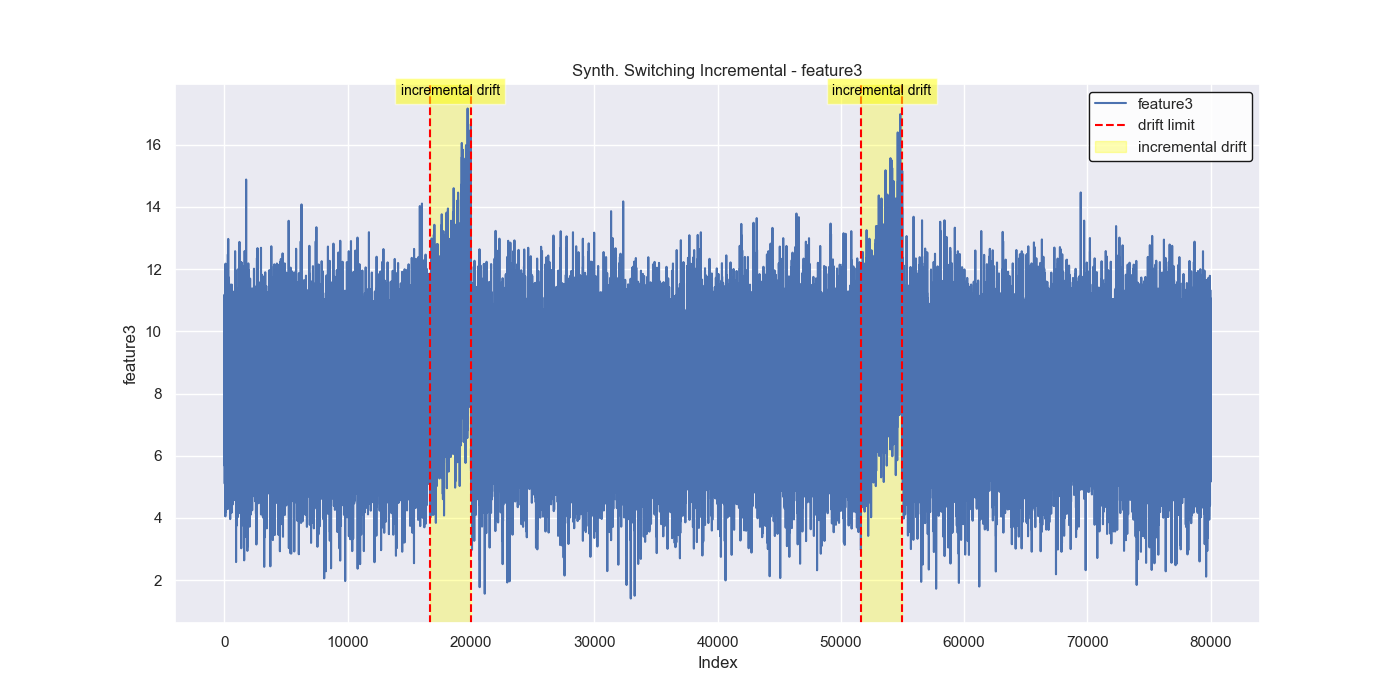 Synth. Switching Incremental - feature3
incremental drift
incremental drift
feature3
drift limit
incremental drift
16
14
12
10
8
6
4
2
feature3
0
10000
20000
30000
40000
50000
60000
70000
80000
Index